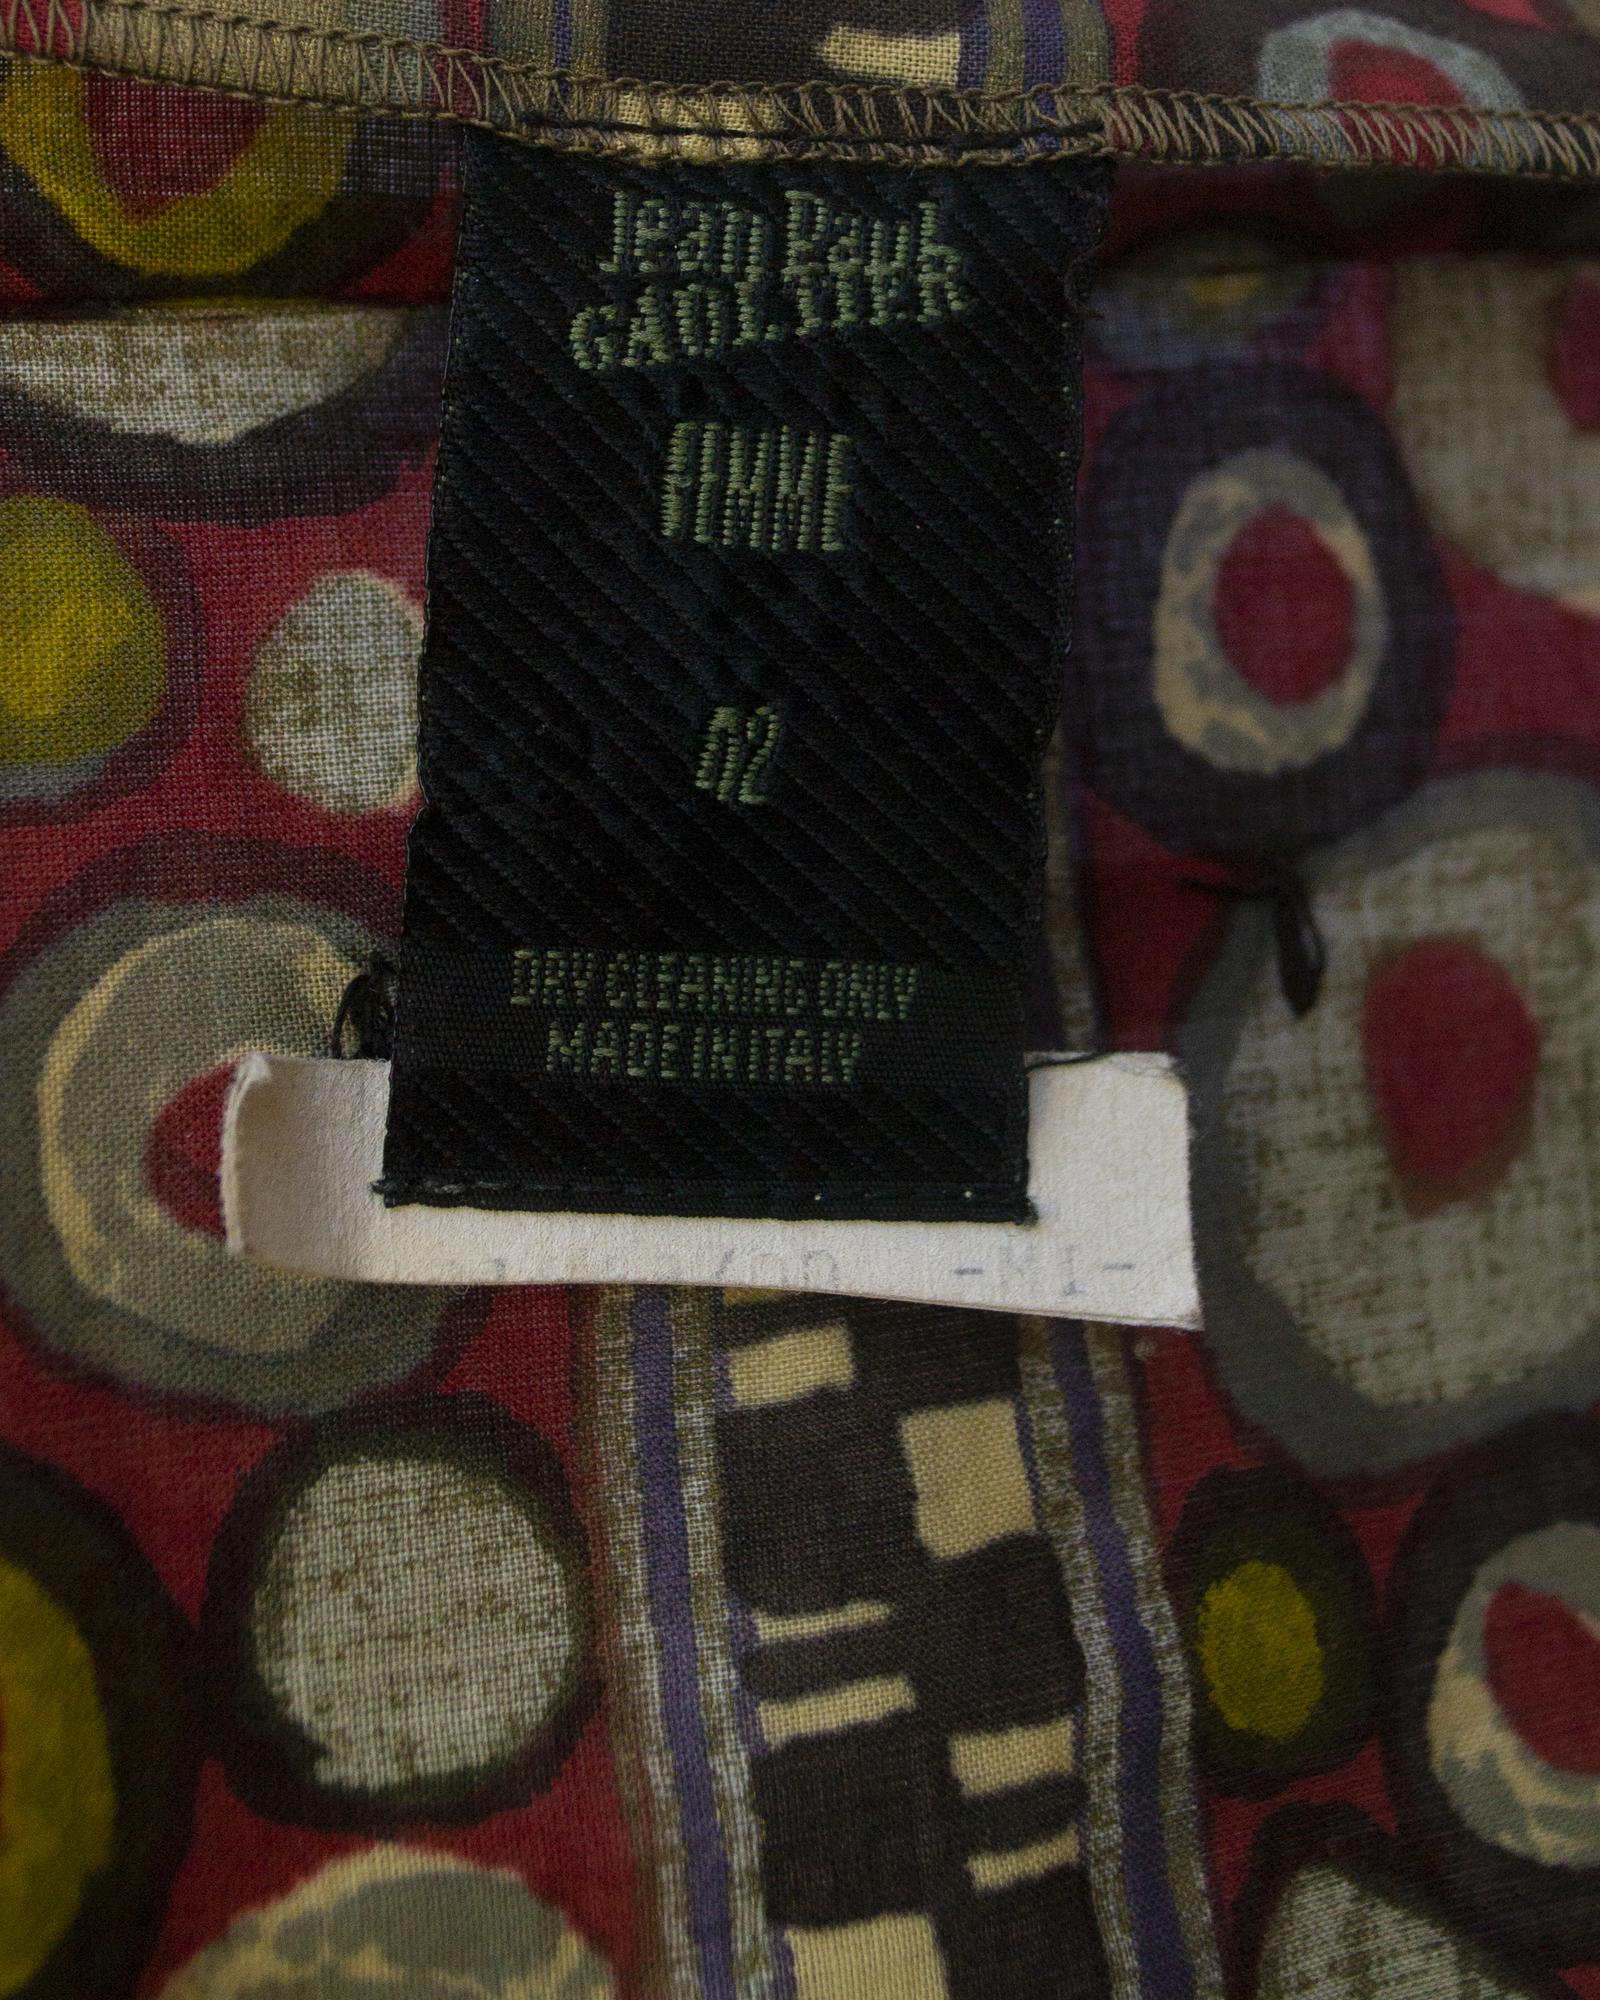 Jean Paul
GAULTIER
FEMME
42
DRY CLEANING ONLY
MADE IN ITALY